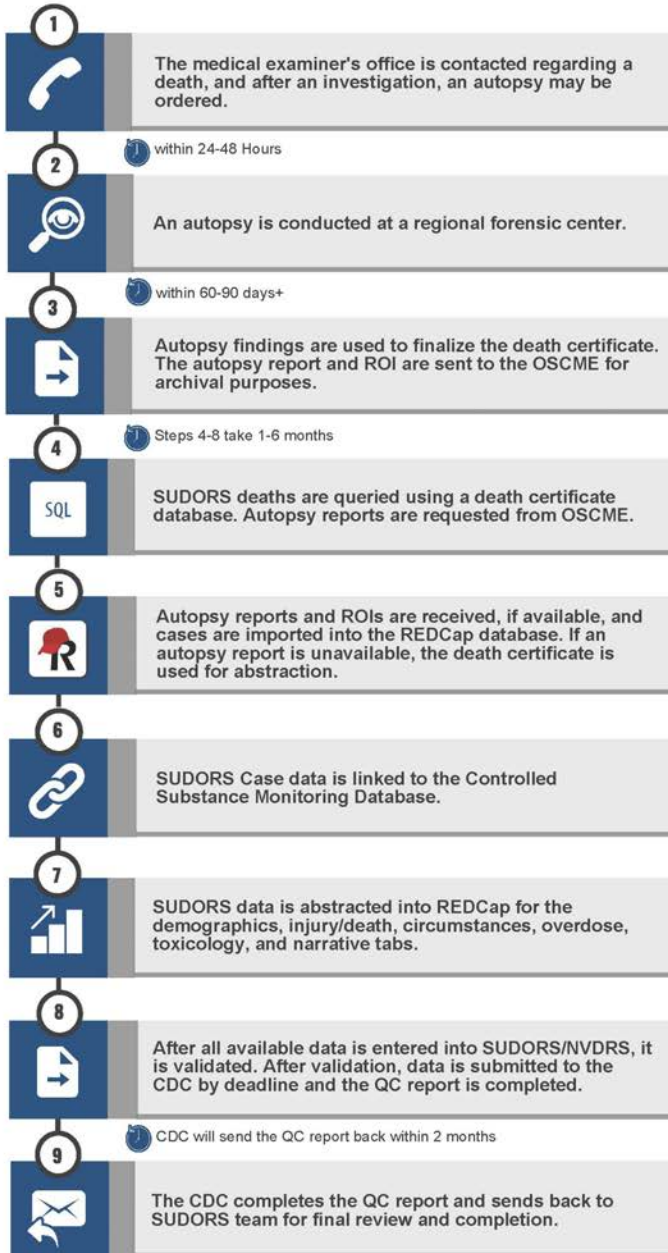 1
The medical examiner's office is contacted regarding a
death, and after an investigation, an autopsy may be
ordered.
within 24-48 Hours
2
An autopsy is conducted at a regional forensic center.
within 60-90 days+
3
Autopsy findings are used to finalize the death certificate.
The autopsy report and ROI are sent to the OSCME for
archival purposes.
Steps 4-8 take 1-6 months
4
SQL
SUDORS deaths are queried using a death certificate
database. Autopsy reports are requested from OSCME.
5
R
Autopsy reports and ROIs are received, if available, and
cases are imported into the REDCap database. If an
autopsy report is unavailable, the death certificate is
used for abstraction.
6
SUDORS Case data is linked to the Controlled
Substance Monitoring Database.
7
SUDORS data is abstracted into REDCap for the
demographics, injury/death, circumstances, overdose,
toxicology, and narrative tabs.
8
After all available data is entered into SUDORS/NVDRS, it
is validated. After validation, data is submitted to the
CDC by deadline and the QC report is completed.
CDC will send the QC report back within 2 months
9
The CDC completes the QC report and sends back to
SUDORS team for final review and completion.